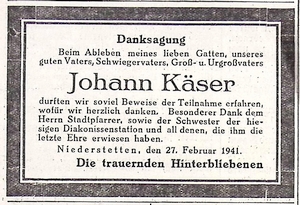 Danksagung
Beim Ableben meines lieben Gatten, unseres
guten Vaters, Schwiegervaters, Groß- u. Urgroßvaters
Johann Käser
durften wir soviel Beweise der Teilnahme erfahren,
wofür wir herzlich danken. Besonderer Dank dem
Herrn Stadtpfarrer, sowie der Schwester der hie-
sigen Diakonissenstation und all denen, die ihm die
letzte Ehre erwiesen haben.
Niederstetten, den 27. Februar 1941.
Die trauernden Hinterbliebenen